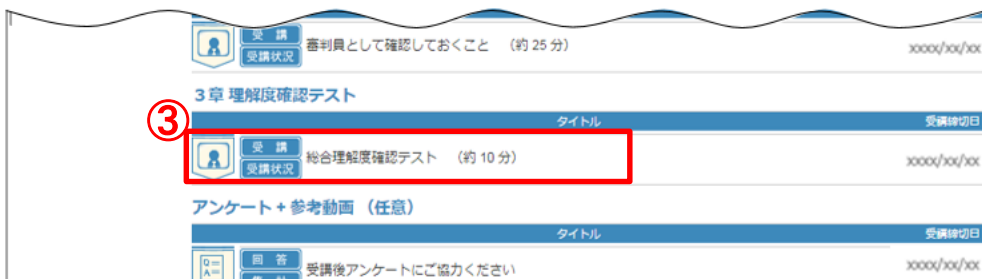 受 講
受講状況
審判員として確認しておくこと （約 25 分）
xxxx/xx/xx
３章 理解度確認テスト
③
タイトル
受講締切日
受 講
受講状況
総合理解度確認テスト （約 10 分）
xxxx/xx/xx
アンケート + 参考動画 （任意）
タイトル
受講締切日
Q=
A=
回 答
受講後アンケートにご協力ください
xxxx/xx/xx